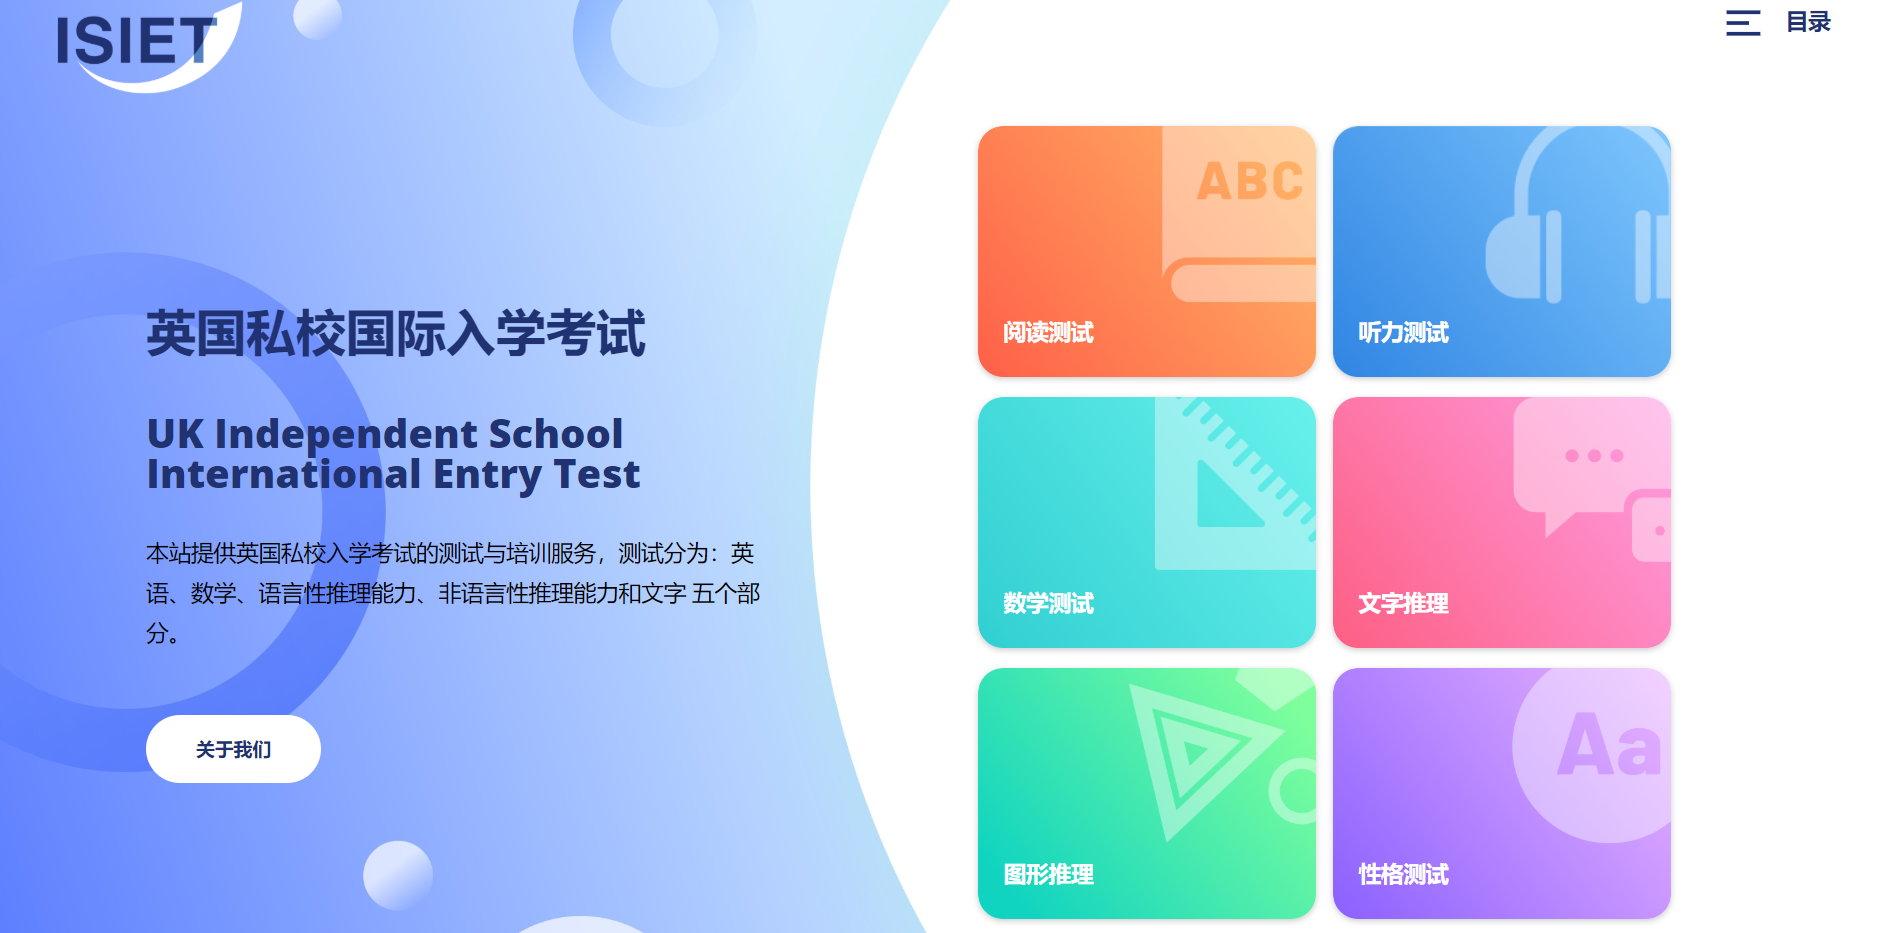 ISIET
目录
英国私校国际入学考试
UK Independent School
International Entry Test
本站提供英国私校入学考试的测试与培训服务，测试分为：英
语、数学、语言性推理能力、非语言性推理能力和文字 五个部
分。
关于我们
ABC
阅读测试
听力测试
数学测试
文字推理
图形推理
Aa
性格测试